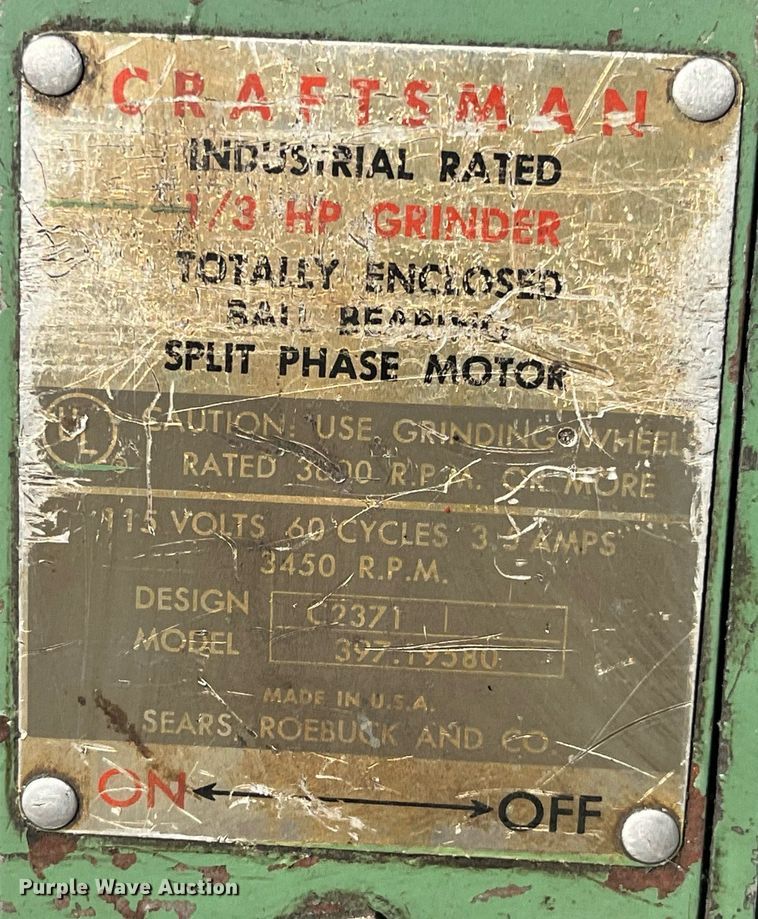 CRAFTSMAN
INDUSTRIAL RATED
1/3 HP GRINDER
TOTALLY ENCLOSED
BALL BEARING
SPLIT PHASE MOTOR
UL
CAUTION: USE GRINDING WHEELS
RATED R.P.M. OR MORE
115 VOLTS 60 CYCLES 3.5 AMPS
3450 R.P.M.
DESIGN C2371
MODEL 397.19580
MADE IN U.S.A.
SEARS, ROEBUCK AND CO.
ON OFF
Purple Wave Auction